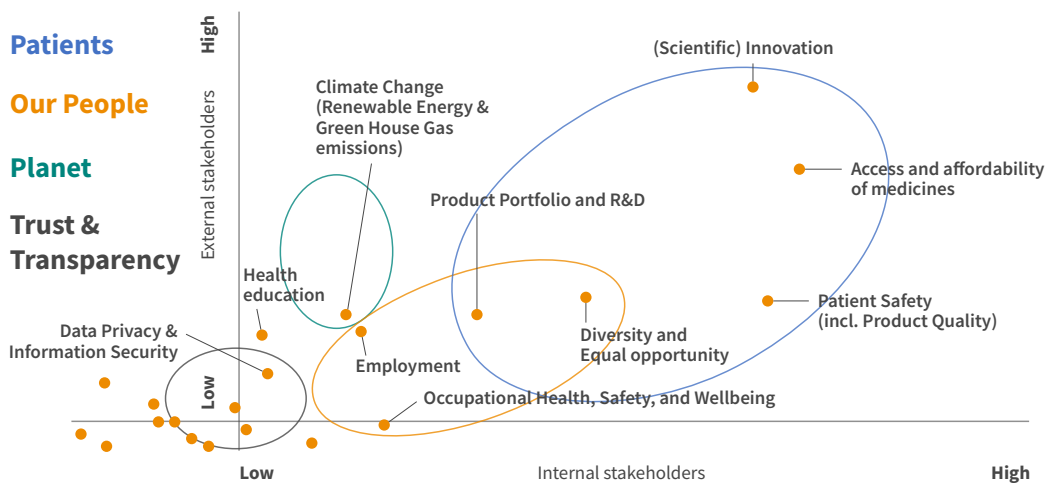 Patients
Our People
Planet
Trust &
Transparency
High
External stakeholders
Low
(Scientific) Innovation
Climate Change
(Renewable Energy &
Green House Gas
emissions)
Access and affordability
of medicines
Product Portfolio and R&D
Health
education
Patient Safety
(incl. Product Quality)
Data Privacy &
Information Security
Diversity and
Equal opportunity
Employment
Occupational Health, Safety, and Wellbeing
Low
Internal stakeholders
High